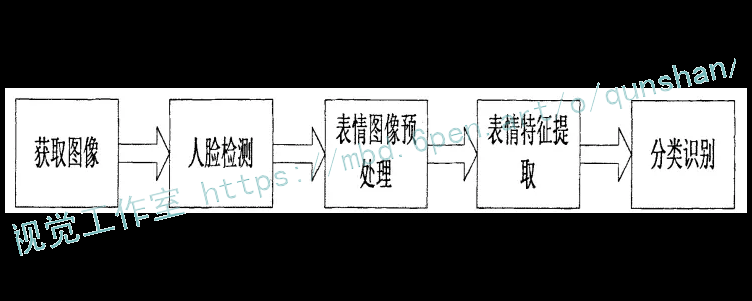 获取图像
人脸检测
表情图像预
处理
表情特征提
取
分类识别
视觉工作室 https://mbd.6pen.art/o/qunshan/